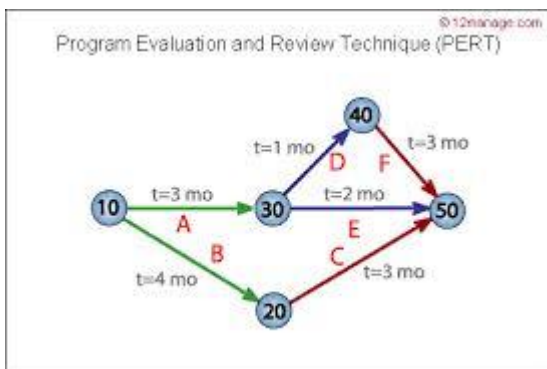 © 12manage.com
Program Evaluation and Review Technique (PERT)
40
t=1 mo
t=3 mo
D
F
t=3 mo
t=2 mo
10
30
50
A
E
B
C
t=4 mo
t=3 mo
20